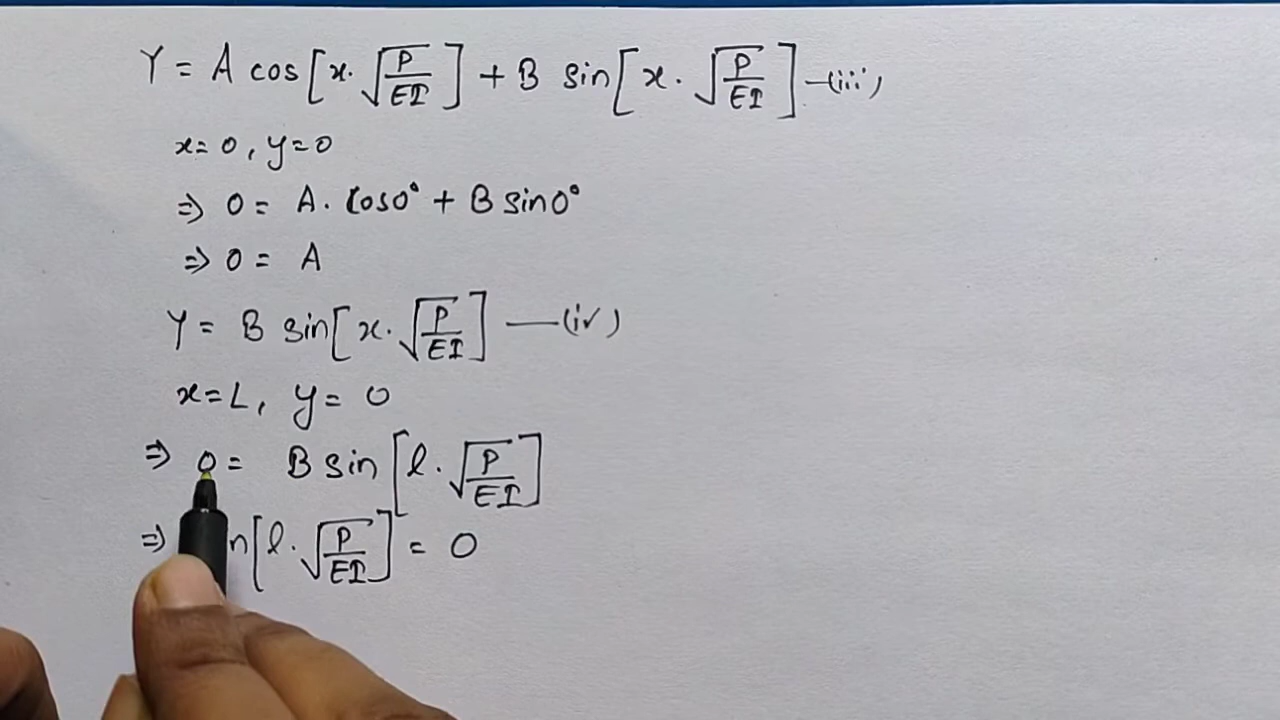 Y = A cos[x.√(P/EI)] + B sin[x.√(P/EI)] —(iii)
x=0, y=0
⇒ 0 = A. Cos0° + B sin0°
⇒ 0 = A
Y = B sin[x.√(P/EI)] —(iv)
x=L, y= 0
⇒ 0= B sin[l.√(P/EI)]
⇒ n[l.√(P/EI)] = 0